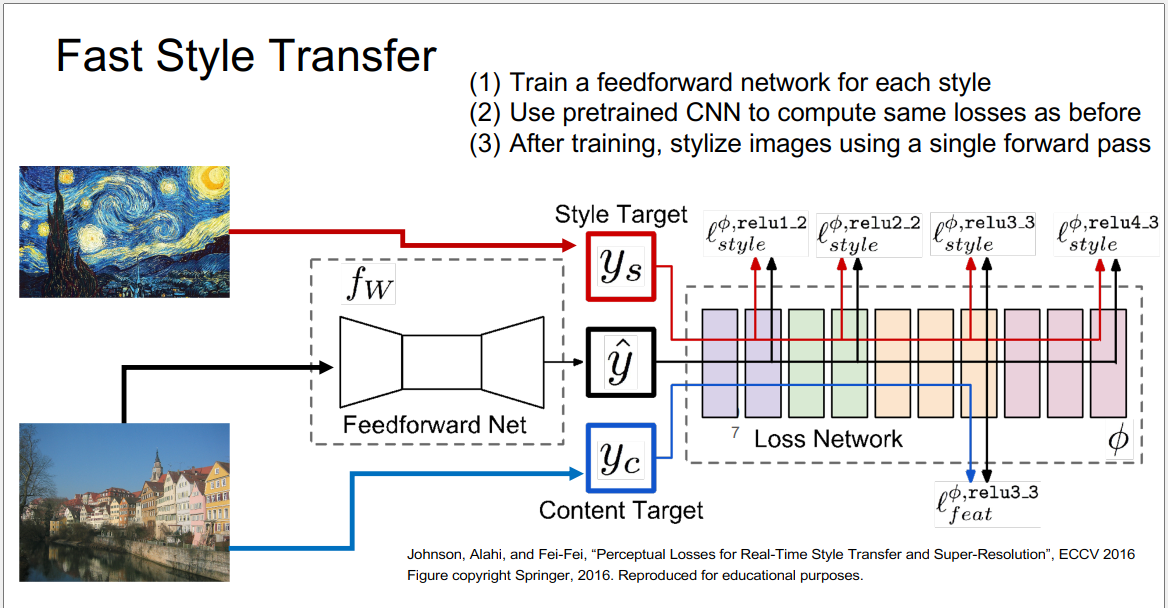 Fast Style Transfer
(1) Train a feedforward network for each style
(2) Use pretrained CNN to compute same losses as before
(3) After training, stylize images using a single forward pass
Style Target
ℓ^{ϕ,relu1_2}_{style}
ℓ^{ϕ,relu2_2}_{style}
ℓ^{ϕ,relu3_3}_{style}
ℓ^{ϕ,relu4_3}_{style}
y_s
f_W
ŷ
Feedforward Net
7
Loss Network
ϕ
y_c
Content Target
ℓ^{ϕ,relu3_3}_{feat}
Johnson, Alahi, and Fei-Fei, “Perceptual Losses for Real-Time Style Transfer and Super-Resolution”, ECCV 2016
Figure copyright Springer, 2016. Reproduced for educational purposes.